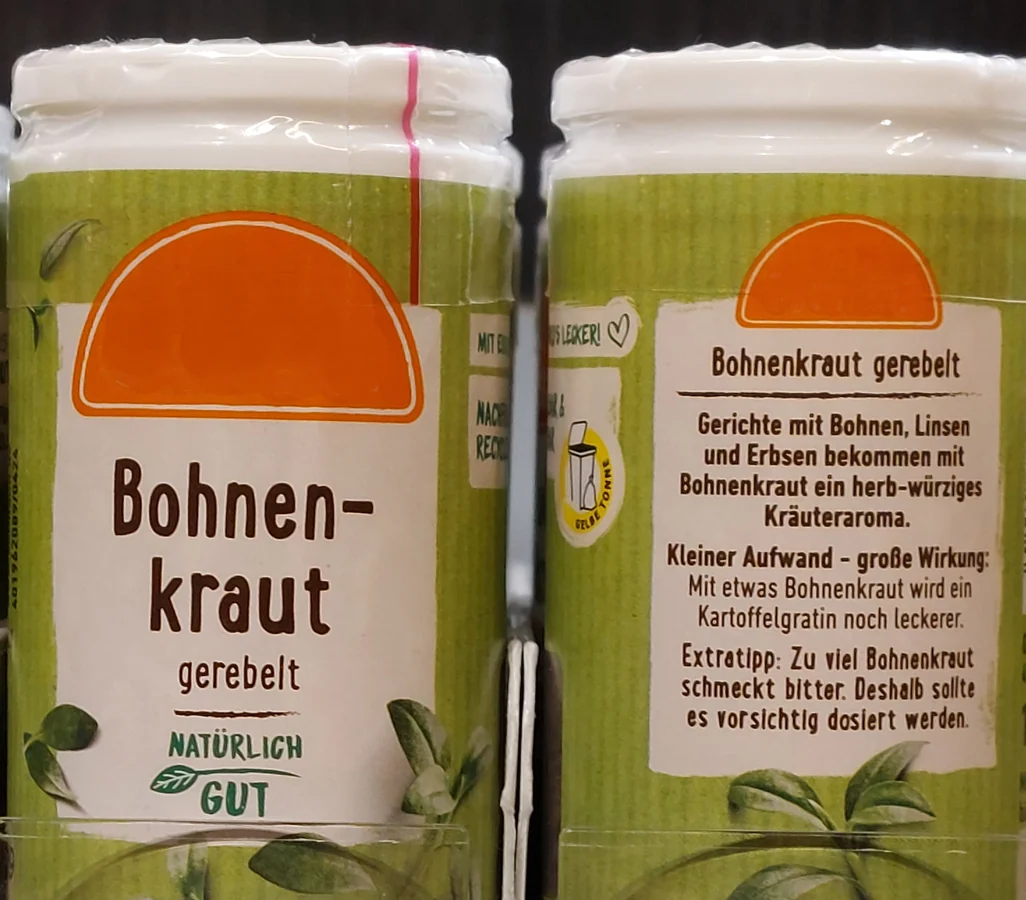 Bohnen-
kraut
gerebelt
NATÜRLICH
GUT
MIT
LECKER!
GELBE TONNE
Bohnenkraut gerebelt
Gerichte mit Bohnen, Linsen
und Erbsen bekommen mit
Bohnenkraut ein herb-würziges
Kräuteraroma.
Kleiner Aufwand – große Wirkung:
Mit etwas Bohnenkraut wird ein
Kartoffelgratin noch leckerer.
Extratipp: Zu viel Bohnenkraut
schmeckt bitter. Deshalb sollte
es vorsichtig dosiert werden.